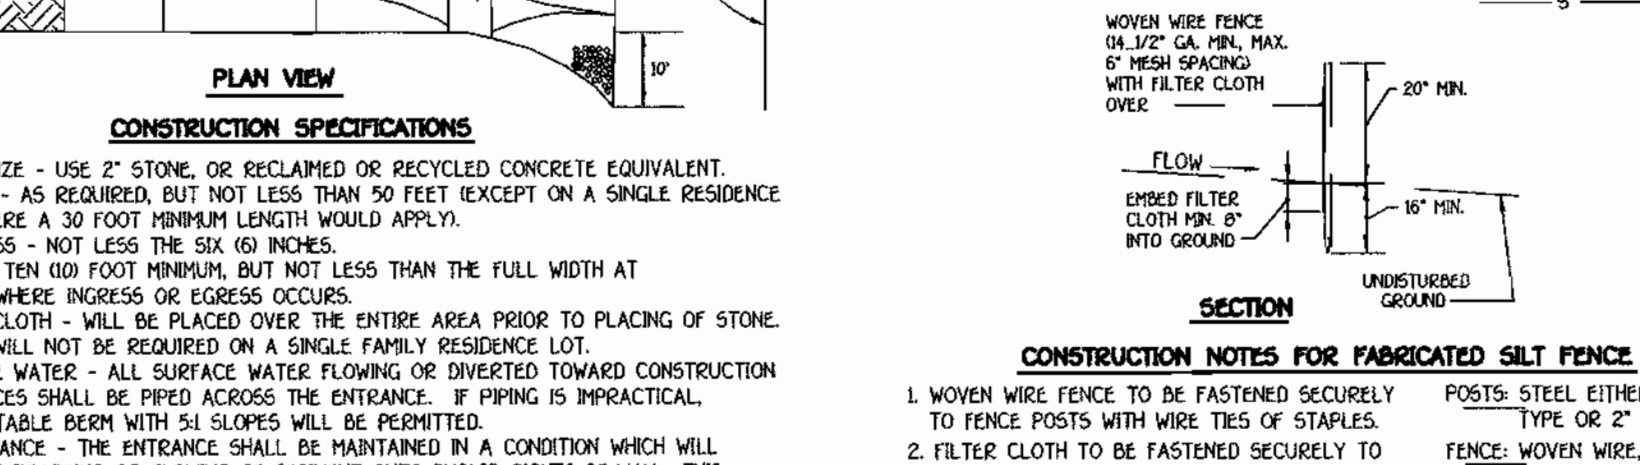 10'
PLAN VIEW
CONSTRUCTION SPECIFICATIONS
ZE - USE 2" STONE, OR RECLAIMED OR RECYCLED CONCRETE EQUIVALENT.
- AS REQUIRED, BUT NOT LESS THAN 50 FEET (EXCEPT ON A SINGLE RESIDENCE
RE A 30 FOOT MINIMUM LENGTH WOULD APPLY).
SS - NOT LESS THE SIX (6) INCHES.
TEN (10) FOOT MINIMUM, BUT NOT LESS THAN THE FULL WIDTH AT
WHERE INGRESS OR EGRESS OCCURS.
CLOTH - WILL BE PLACED OVER THE ENTIRE AREA PRIOR TO PLACING OF STONE.
WILL NOT BE REQUIRED ON A SINGLE FAMILY RESIDENCE LOT.
WATER - ALL SURFACE WATER FLOWING OR DIVERTED TOWARD CONSTRUCTION
CES SHALL BE PIPED ACROSS THE ENTRANCE. IF PIPING IS IMPRACTICAL,
TABLE BERM WITH 5:1 SLOPES WILL BE PERMITTED.
ANCE - THE ENTRANCE SHALL BE MAINTAINED IN A CONDITION WHICH WILL
WOVEN WIRE FENCE
(14_1/2" GA. MIN., MAX.
6" MESH SPACING)
WITH FILTER CLOTH
OVER
20" MIN.
FLOW
EMBED FILTER
CLOTH MIN. 8"
INTO GROUND
16" MIN.
UNDISTURBED
GROUND
SECTION
CONSTRUCTION NOTES FOR FABRICATED SILT FENCE
1. WOVEN WIRE FENCE TO BE FASTENED SECURELY
TO FENCE POSTS WITH WIRE TIES OF STAPLES.
2. FILTER CLOTH TO BE FASTENED SECURELY TO
POSTS: STEEL EITHE
TYPE OR 2"
FENCE: WOVEN WIRE,